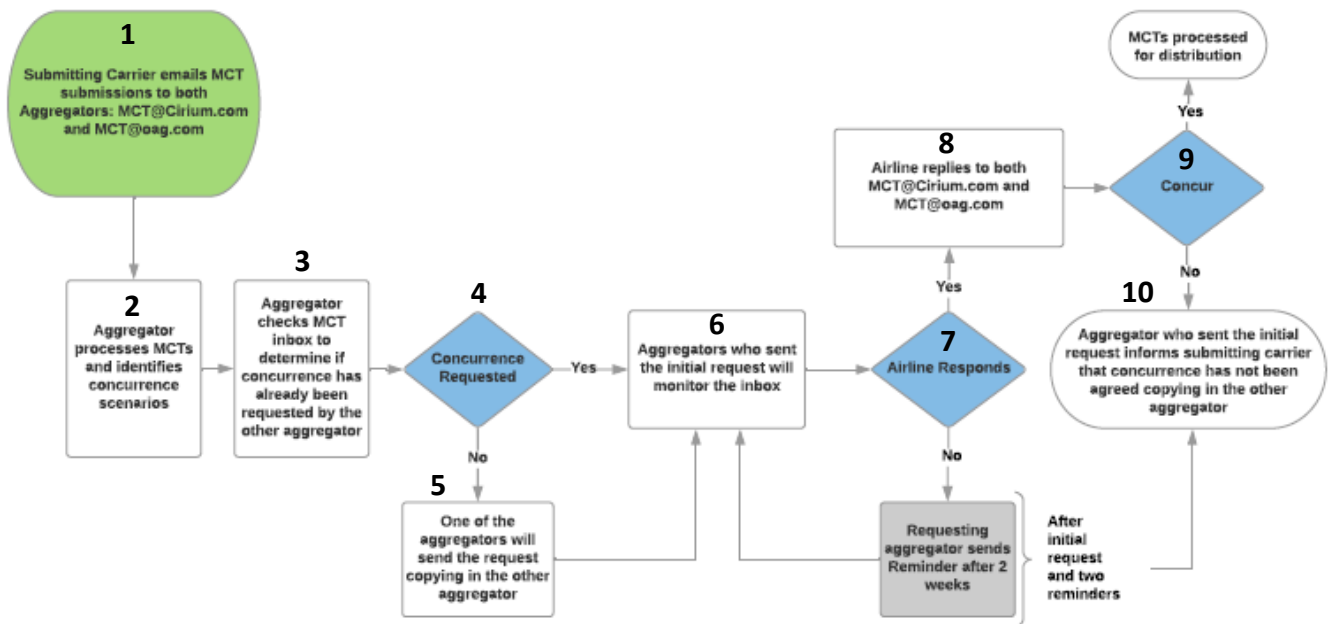 1
Submitting Carrier emails MCT
submissions to both
Aggregators: MCT@Cirium.com
and MCT@oag.com
2
Aggregator
processes MCTs
and identifies
concurrence
scenarios
3
Aggregator
checks MCT
inbox to
determine if
concurrence has
already been
requested by the
other aggregator
4
Concurrence
Requested
Yes
No
5
One of the
aggregators will
send the request
copying in the other
aggregator
6
Aggregators who sent
the initial request will
monitor the inbox
7
Airline Responds
Yes
No
Requesting
aggregator sends
Reminder after 2
weeks
After
initial
request
and two
reminders
8
Airline replies to both
MCT@Cirium.com and
MCT@oag.com
9
Concur
Yes
MCTs processed
for distribution
No
10
Aggregator who sent the initial
request informs submitting carrier
that concurrence has not been
agreed copying in the other
aggregator